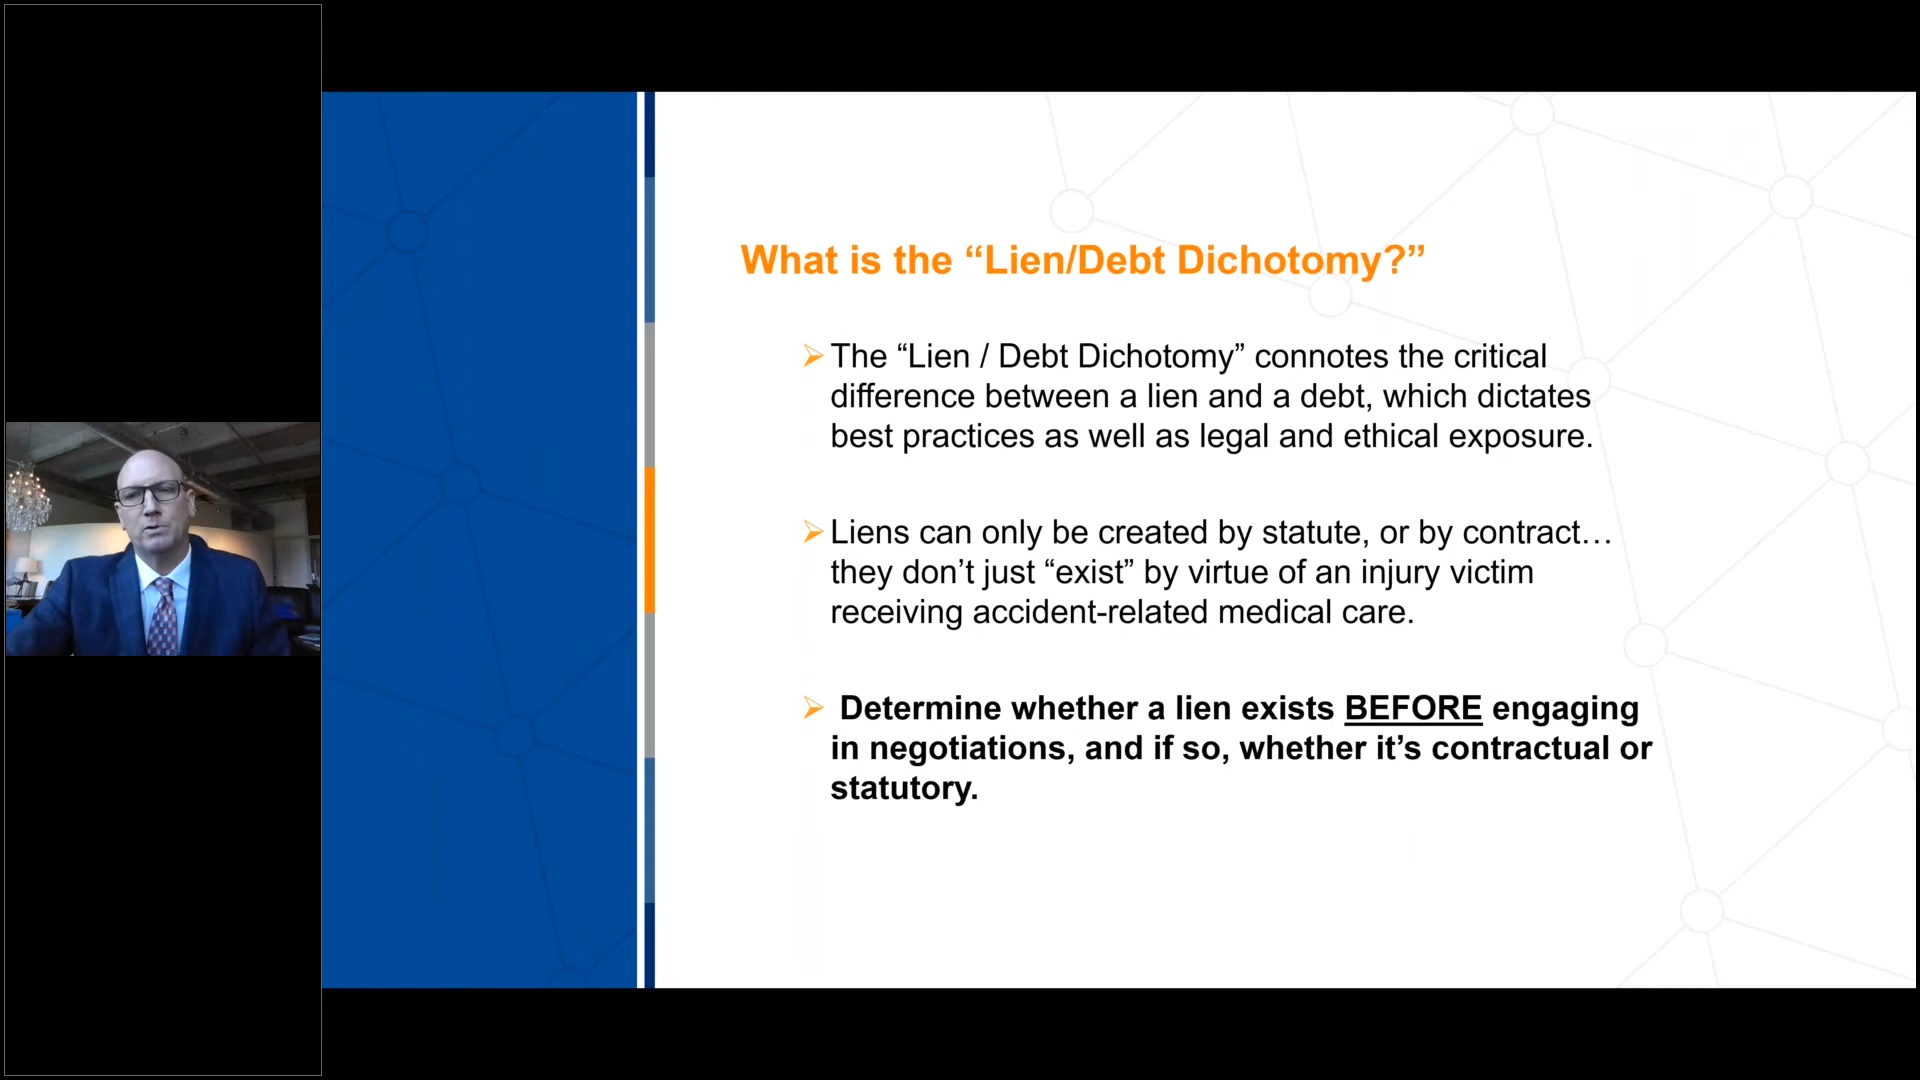 What is the “Lien/Debt Dichotomy?”
The “Lien / Debt Dichotomy” connotes the critical
difference between a lien and a debt, which dictates
best practices as well as legal and ethical exposure.
Liens can only be created by statute, or by contract…
they don’t just “exist” by virtue of an injury victim
receiving accident-related medical care.
Determine whether a lien exists BEFORE engaging
in negotiations, and if so, whether it’s contractual or
statutory.